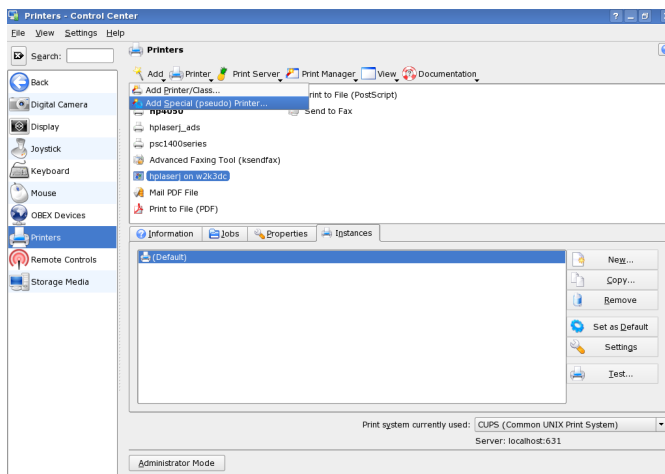 Printers - Control Center
File View Settings Help
Search:
Back
Digital Camera
Display
Joystick
Keyboard
Mouse
OBEX Devices
Printers
Remote Controls
Storage Media
Printers
Add Printer Print Server Print Manager View Documentation
Add Printer/Class...
Add Special (pseudo) Printer...
rint to File (PostScript)
hp4050
Send to Fax
hplaserj_ads
psc1400series
Advanced Faxing Tool (ksendfax)
hplaserj on w2k3dc
Mail PDF File
Print to File (PDF)
Information Jobs Properties Instances
(Default)
New...
Copy...
Remove
Set as Default
Settings
Test...
Print system currently used: CUPS (Common UNIX Print System)
Server: localhost:631
Administrator Mode